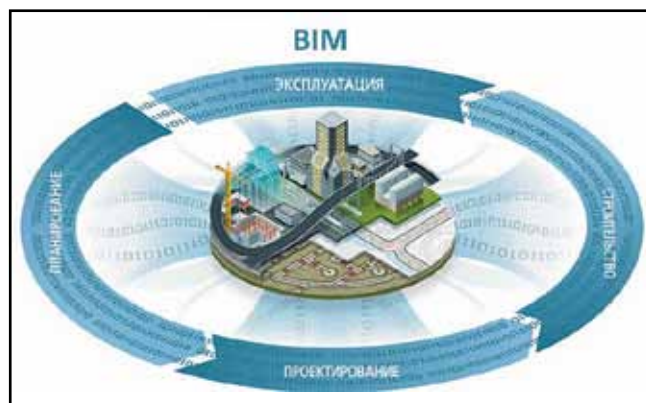 BIM
ЭКСПЛУАТАЦИЯ
ПЛАНИРОВАНИЕ
СТРОИТЕЛЬСТВО
ПРОЕКТИРОВАНИЕ